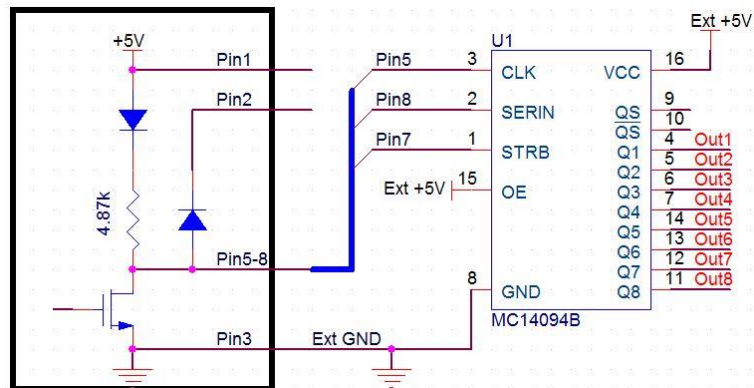 +5V
Pin1
Pin2
4.87k
Pin5-8
Pin3
Ext GND
Pin5
Pin8
Pin7
Ext +5V
U1
3
CLK
2
SERIN
1
STRB
15
OE
8
GND
VCC
16
Ext +5V
QS
9
QS
10
Q1
4
Out1
Q2
5
Out2
Q3
6
Out3
Q4
7
Out4
Q5
14
Out5
Q6
13
Out6
Q7
12
Out7
Q8
11
Out8
MC14094B